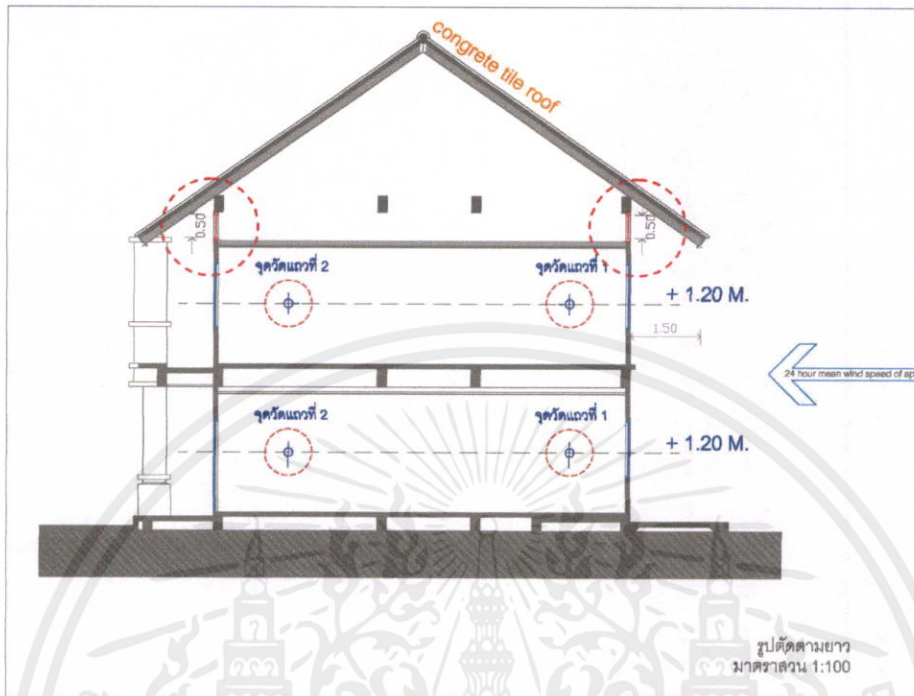 congrete tile roof
0.50
0.50
จุดวัดแถวที่ 2
จุดวัดแถวที่ 1
+ 1.20 M.
1.50
24 hour mean wind speed of ap
จุดวัดแถวที่ 2
จุดวัดแถวที่ 1
+ 1.20 M.
รูปตัดตามยาว
มาตราส่วน 1:100